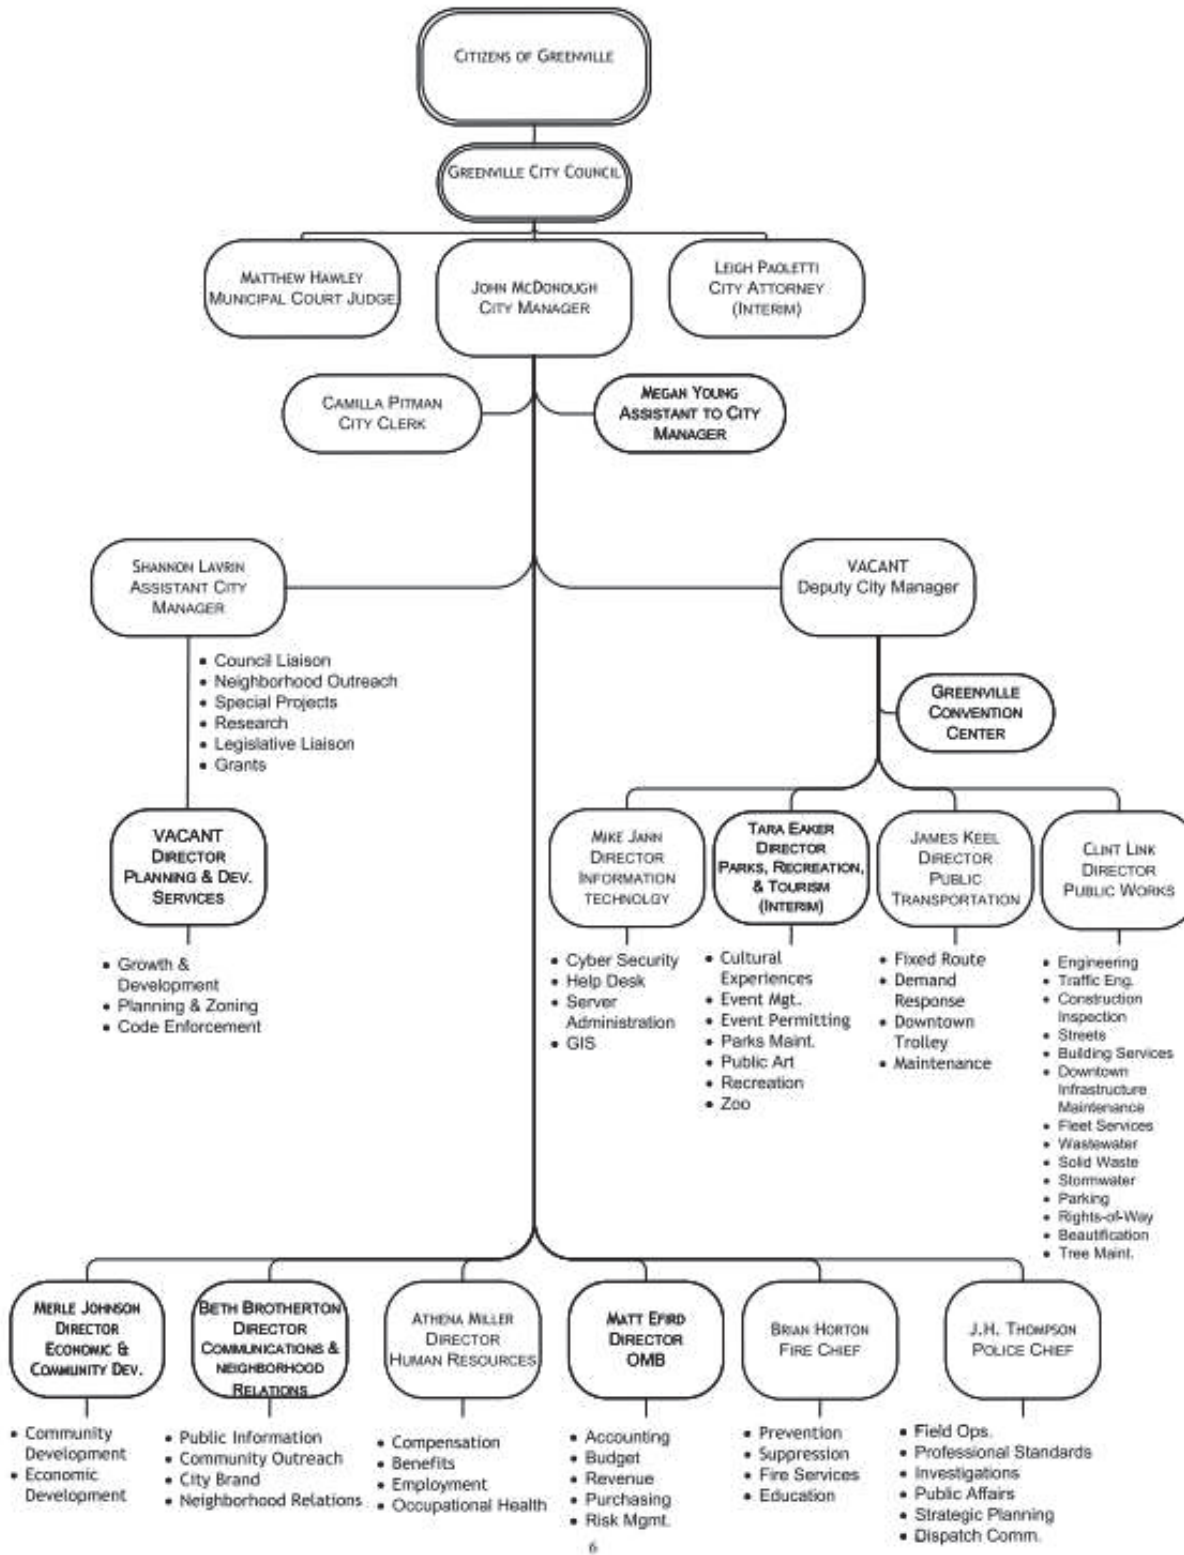 CITIZENS OF GREENVILLE
GREENVILLE CITY COUNCIL
MATTHEW HAWLEY
MUNICIPAL COURT JUDGE
JOHN MCDONOUGH
CITY MANAGER
LEIGH PAOLETTI
CITY ATTORNEY
(INTERIM)
CAMILLA PITMAN
CITY CLERK
MEGAN YOUNG
ASSISTANT TO CITY
MANAGER
SHANNON LAVRIN
ASSISTANT CITY
MANAGER
• Council Liaison
• Neighborhood Outreach
• Special Projects
• Research
• Legislative Liaison
• Grants
VACANT
DIRECTOR
PLANNING & DEV.
SERVICES
• Growth &
Development
• Planning & Zoning
• Code Enforcement
VACANT
Deputy City Manager
GREENVILLE
CONVENTION
CENTER
MIKE JANN
DIRECTOR
INFORMATION
TECHNOLGY
• Cyber Security
• Help Desk
• Server
Administration
• GIS
TARA EAKER
DIRECTOR
PARKS, RECREATION,
& TOURISM
(INTERIM)
• Cultural
Experiences
• Event Mgt.
• Event Permitting
• Parks Maint.
• Public Art
• Recreation
• Zoo
JAMES KEEL
DIRECTOR
PUBLIC
TRANSPORTATION
• Fixed Route
• Demand
Response
• Downtown
Trolley
• Maintenance
CLINT LINK
DIRECTOR
PUBLIC WORKS
• Engineering
• Traffic Eng.
• Construction
Inspection
• Streets
• Building Services
• Downtown
Infrastructure
Maintenance
• Fleet Services
• Wastewater
• Solid Waste
• Stormwater
• Parking
• Rights-of-Way
• Beautification
• Tree Maint.
MERLE JOHNSON
DIRECTOR
ECONOMIC &
COMMUNITY DEV.
• Community
Development
• Economic
Development
BETH BROTHERTON
DIRECTOR
COMMUNICATIONS &
NEIGHBORHOOD
RELATIONS
• Public Information
• Community Outreach
• City Brand
• Neighborhood Relations
ATHENA MILLER
DIRECTOR
HUMAN RESOURCES
• Compensation
• Benefits
• Employment
• Occupational Health
MATT EFIRD
DIRECTOR
OMB
• Accounting
• Budget
• Revenue
• Purchasing
• Risk Mgmt.
BRIAN HORTON
FIRE CHIEF
• Prevention
• Suppression
• Fire Services
• Education
J.H. THOMPSON
POLICE CHIEF
• Field Ops.
• Professional Standards
• Investigations
• Public Affairs
• Strategic Planning
• Dispatch Comm.
6